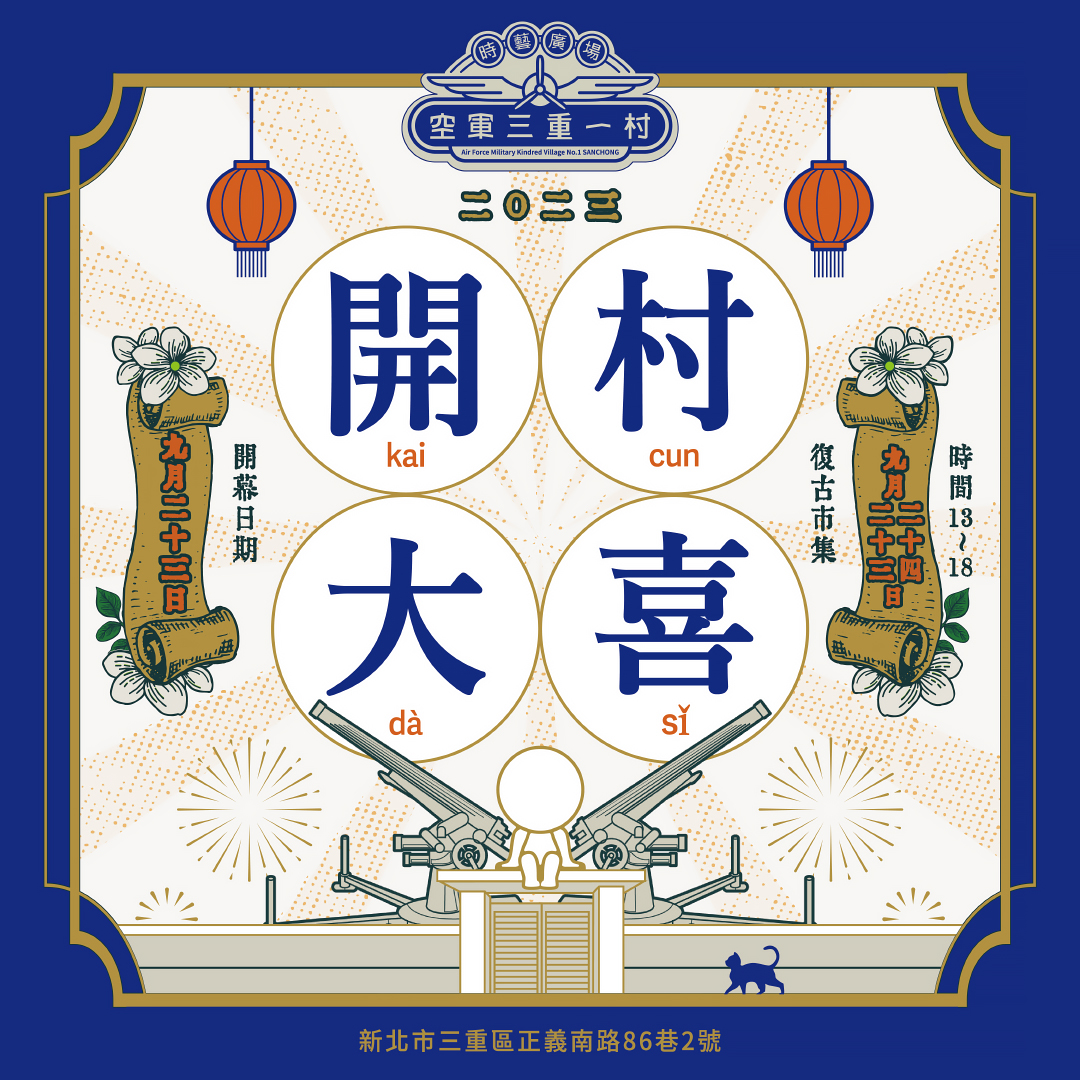 時藝廣場
空軍三重一村
Air Force Military Kindred Village No.1 SANCHONG
二〇二三
開村
kai cun
大喜
dà sǐ
開幕日期
九月二十三日
時間13~18
復古市集
九月二十三二十四日
新北市三重區正義南路86巷2號